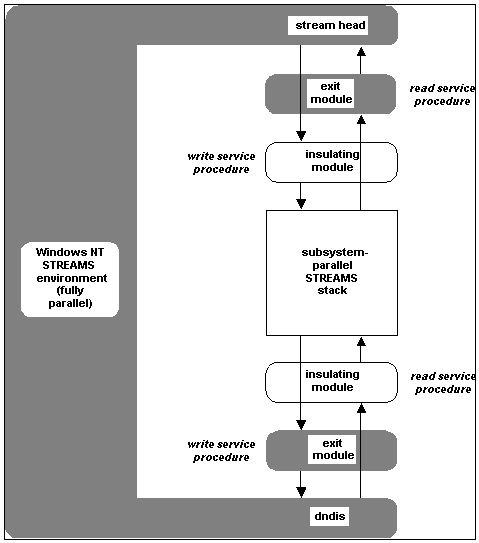 stream head
exit
module
read service
procedure
write service
procedure
insulating
module
Windows NT
STREAMS
environment
(fully
parallel)
subsystem-
parallel
STREAMS
stack
insulating
module
read service
procedure
write service
procedure
exit
module
dndis